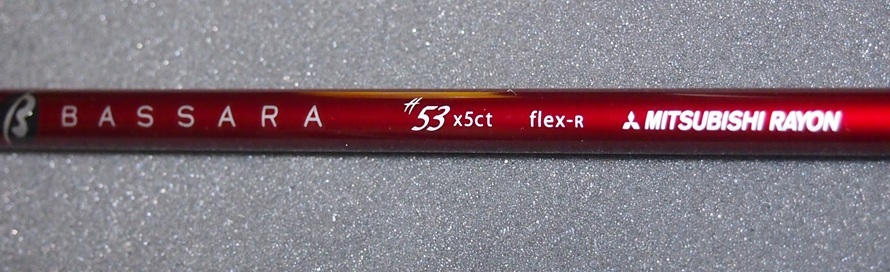 B BASSARA #53 x5ct flex-R MITSUBISHI RAYON